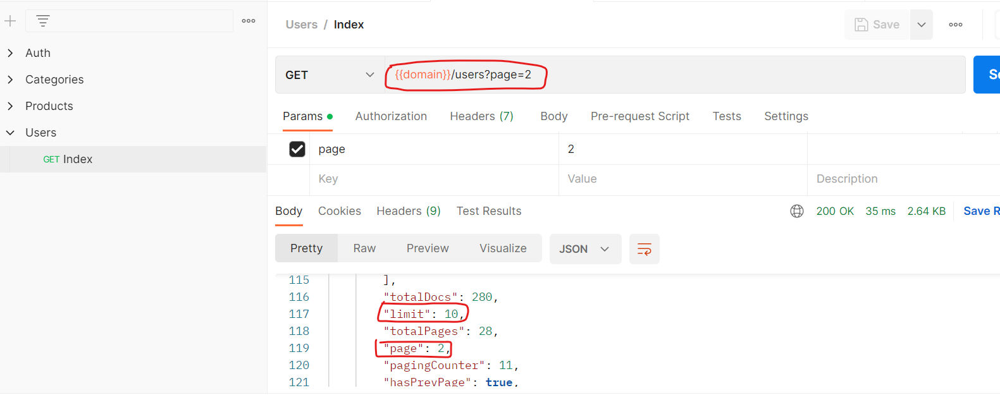 Users / Index
Save
Auth
Categories
Products
Users
GET Index
GET {{domain}}/users?page=2
Params Authorization Headers (7) Body Pre-request Script Tests Settings
page 2
Key Value Description
Body Cookies Headers (9) Test Results 200 OK 35 ms 2.64 KB Save R
Pretty Raw Preview Visualize JSON
115 ],
116 "totalDocs": 280,
117 "limit": 10,
118 "totalPages": 28,
119 "page": 2,
120 "pagingCounter": 11,
121 "hasPrevPage": true,